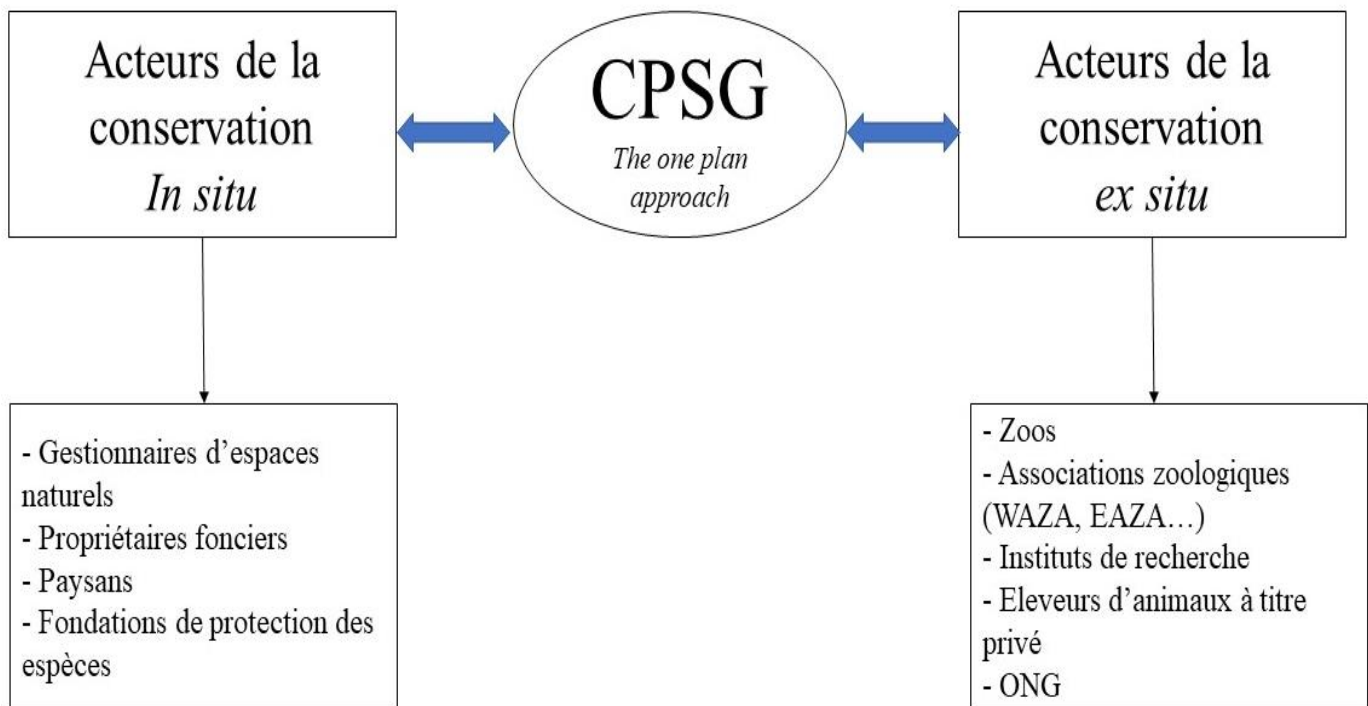 Acteurs de la
conservation
In situ
CPSG
The one plan
approach
Acteurs de la
conservation
ex situ
- Gestionnaires d’espaces
naturels
- Propriétaires fonciers
- Paysans
- Fondations de protection des
espèces
- Zoos
- Associations zoologiques
(WAZA, EAZA…)
- Instituts de recherche
- Eleveurs d’animaux à titre
privé
- ONG